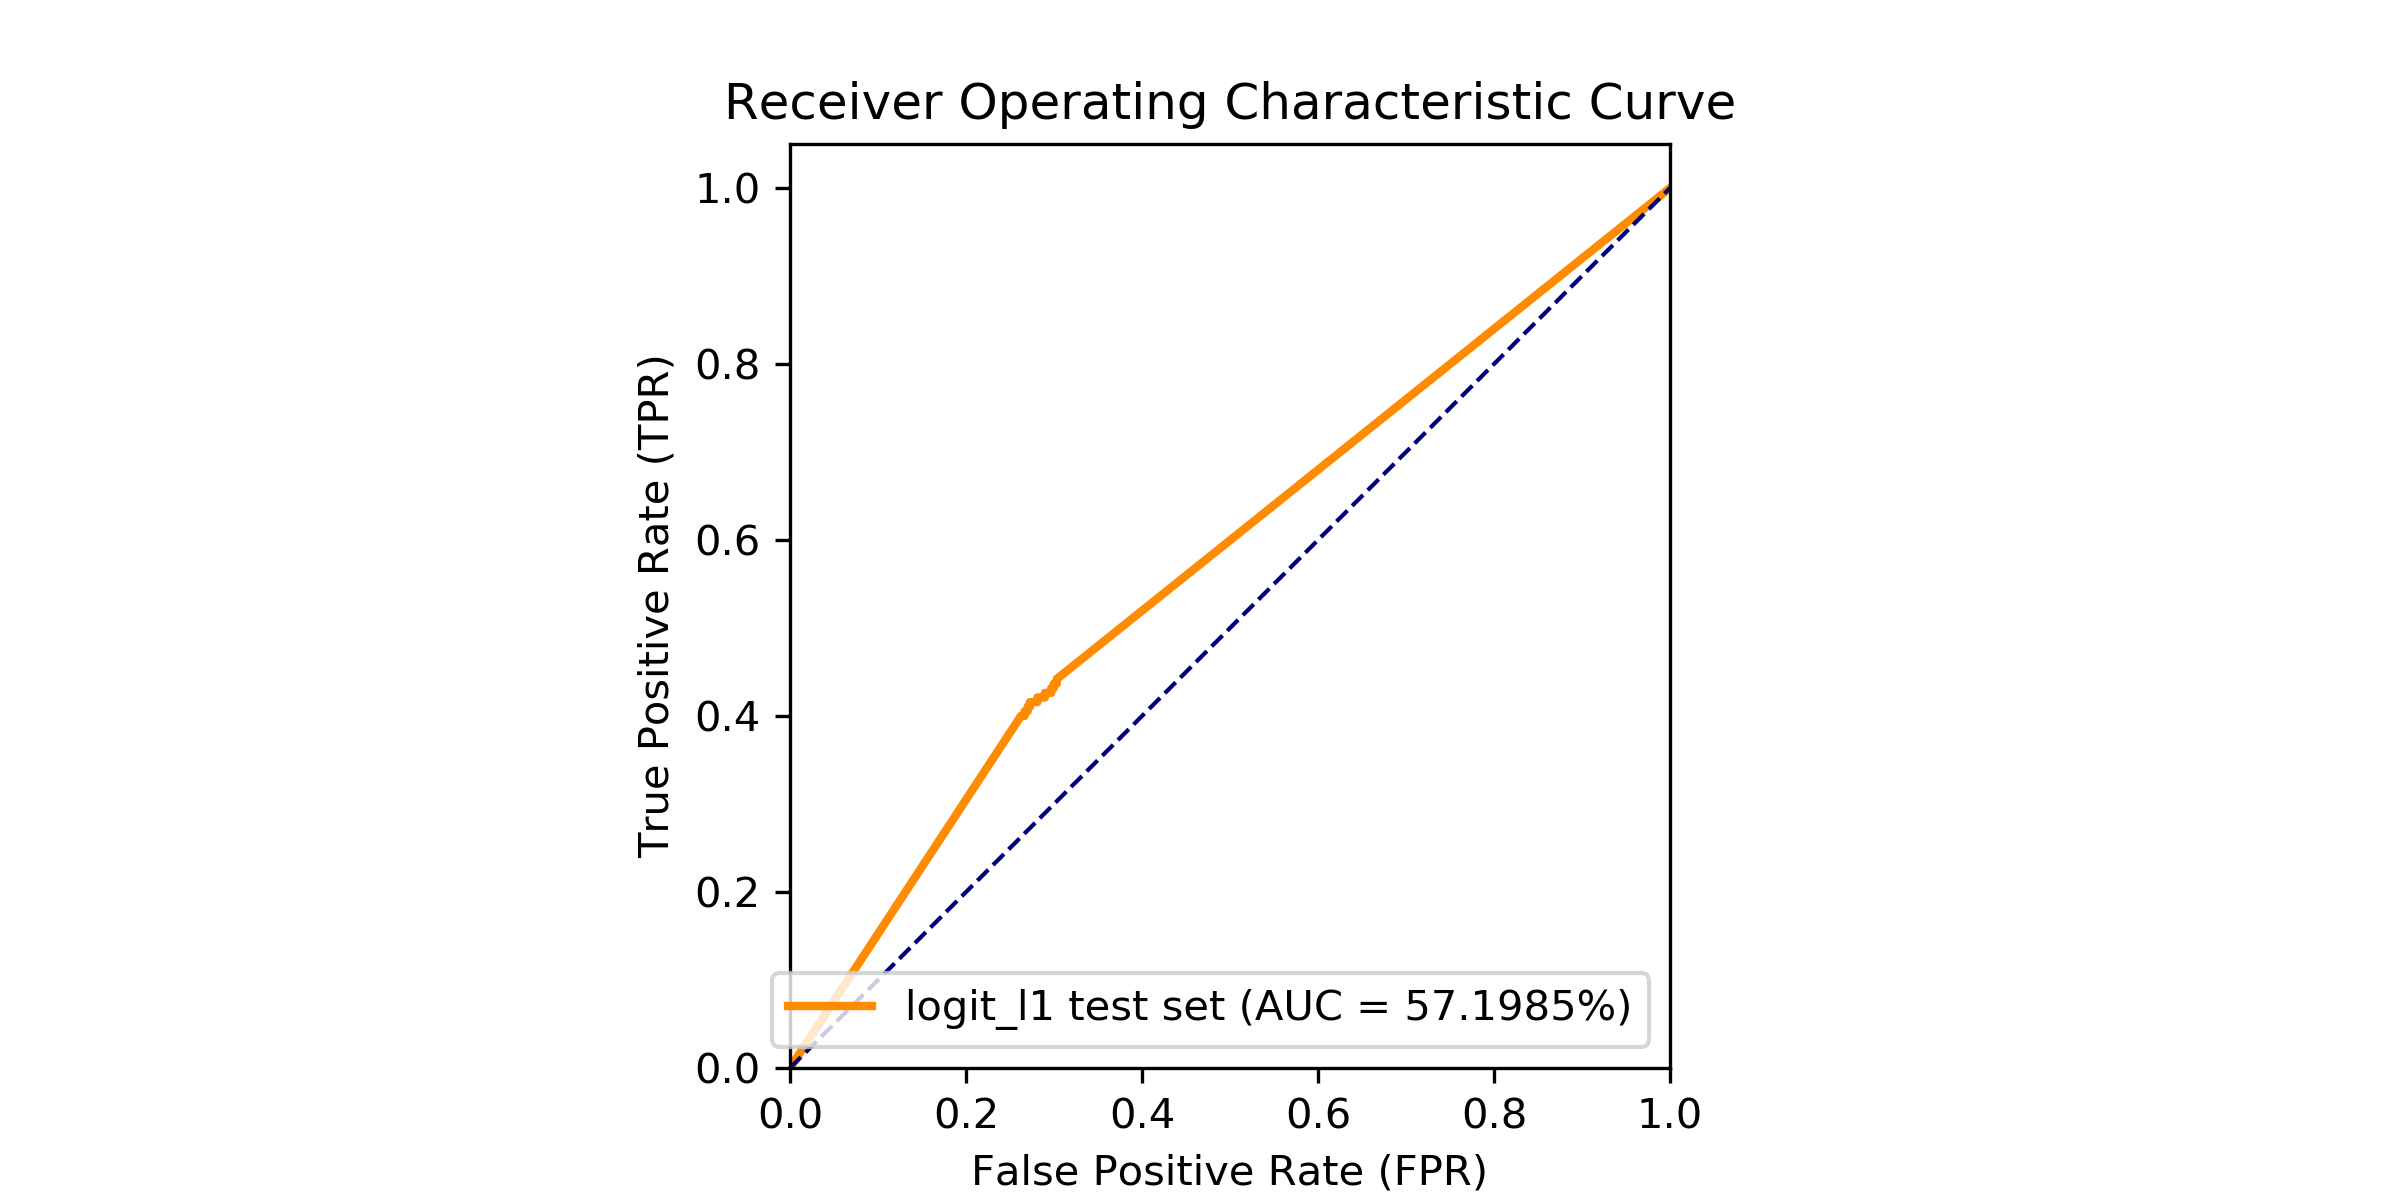 Receiver Operating Characteristic Curve
True Positive Rate (TPR)
1.0
0.8
0.6
0.4
0.2
0.0
logit_l1 test set (AUC = 57.1985%)
0.0 0.2 0.4 0.6 0.8 1.0
False Positive Rate (FPR)